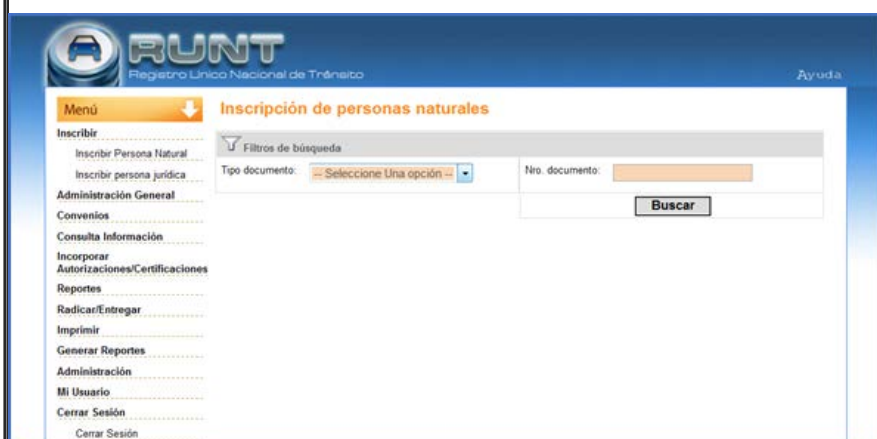 RUNT
Registro Unico Nacional de Tránsito
Ayuda
Menú
Inscribir
Inscribir Persona Natural
Inscribir persona jurídica
Administración General
Convenios
Consulta Información
Incorporar
Autorizaciones/Certificaciones
Reportes
Radicar/Entregar
Imprimir
Generar Reportes
Administración
Mi Usuario
Cerrar Sesión
Cerrar Sesión
Inscripción de personas naturales
Filtros de búsqueda
Tipo documento: -- Seleccione Una opción -- Nro. documento:
Buscar